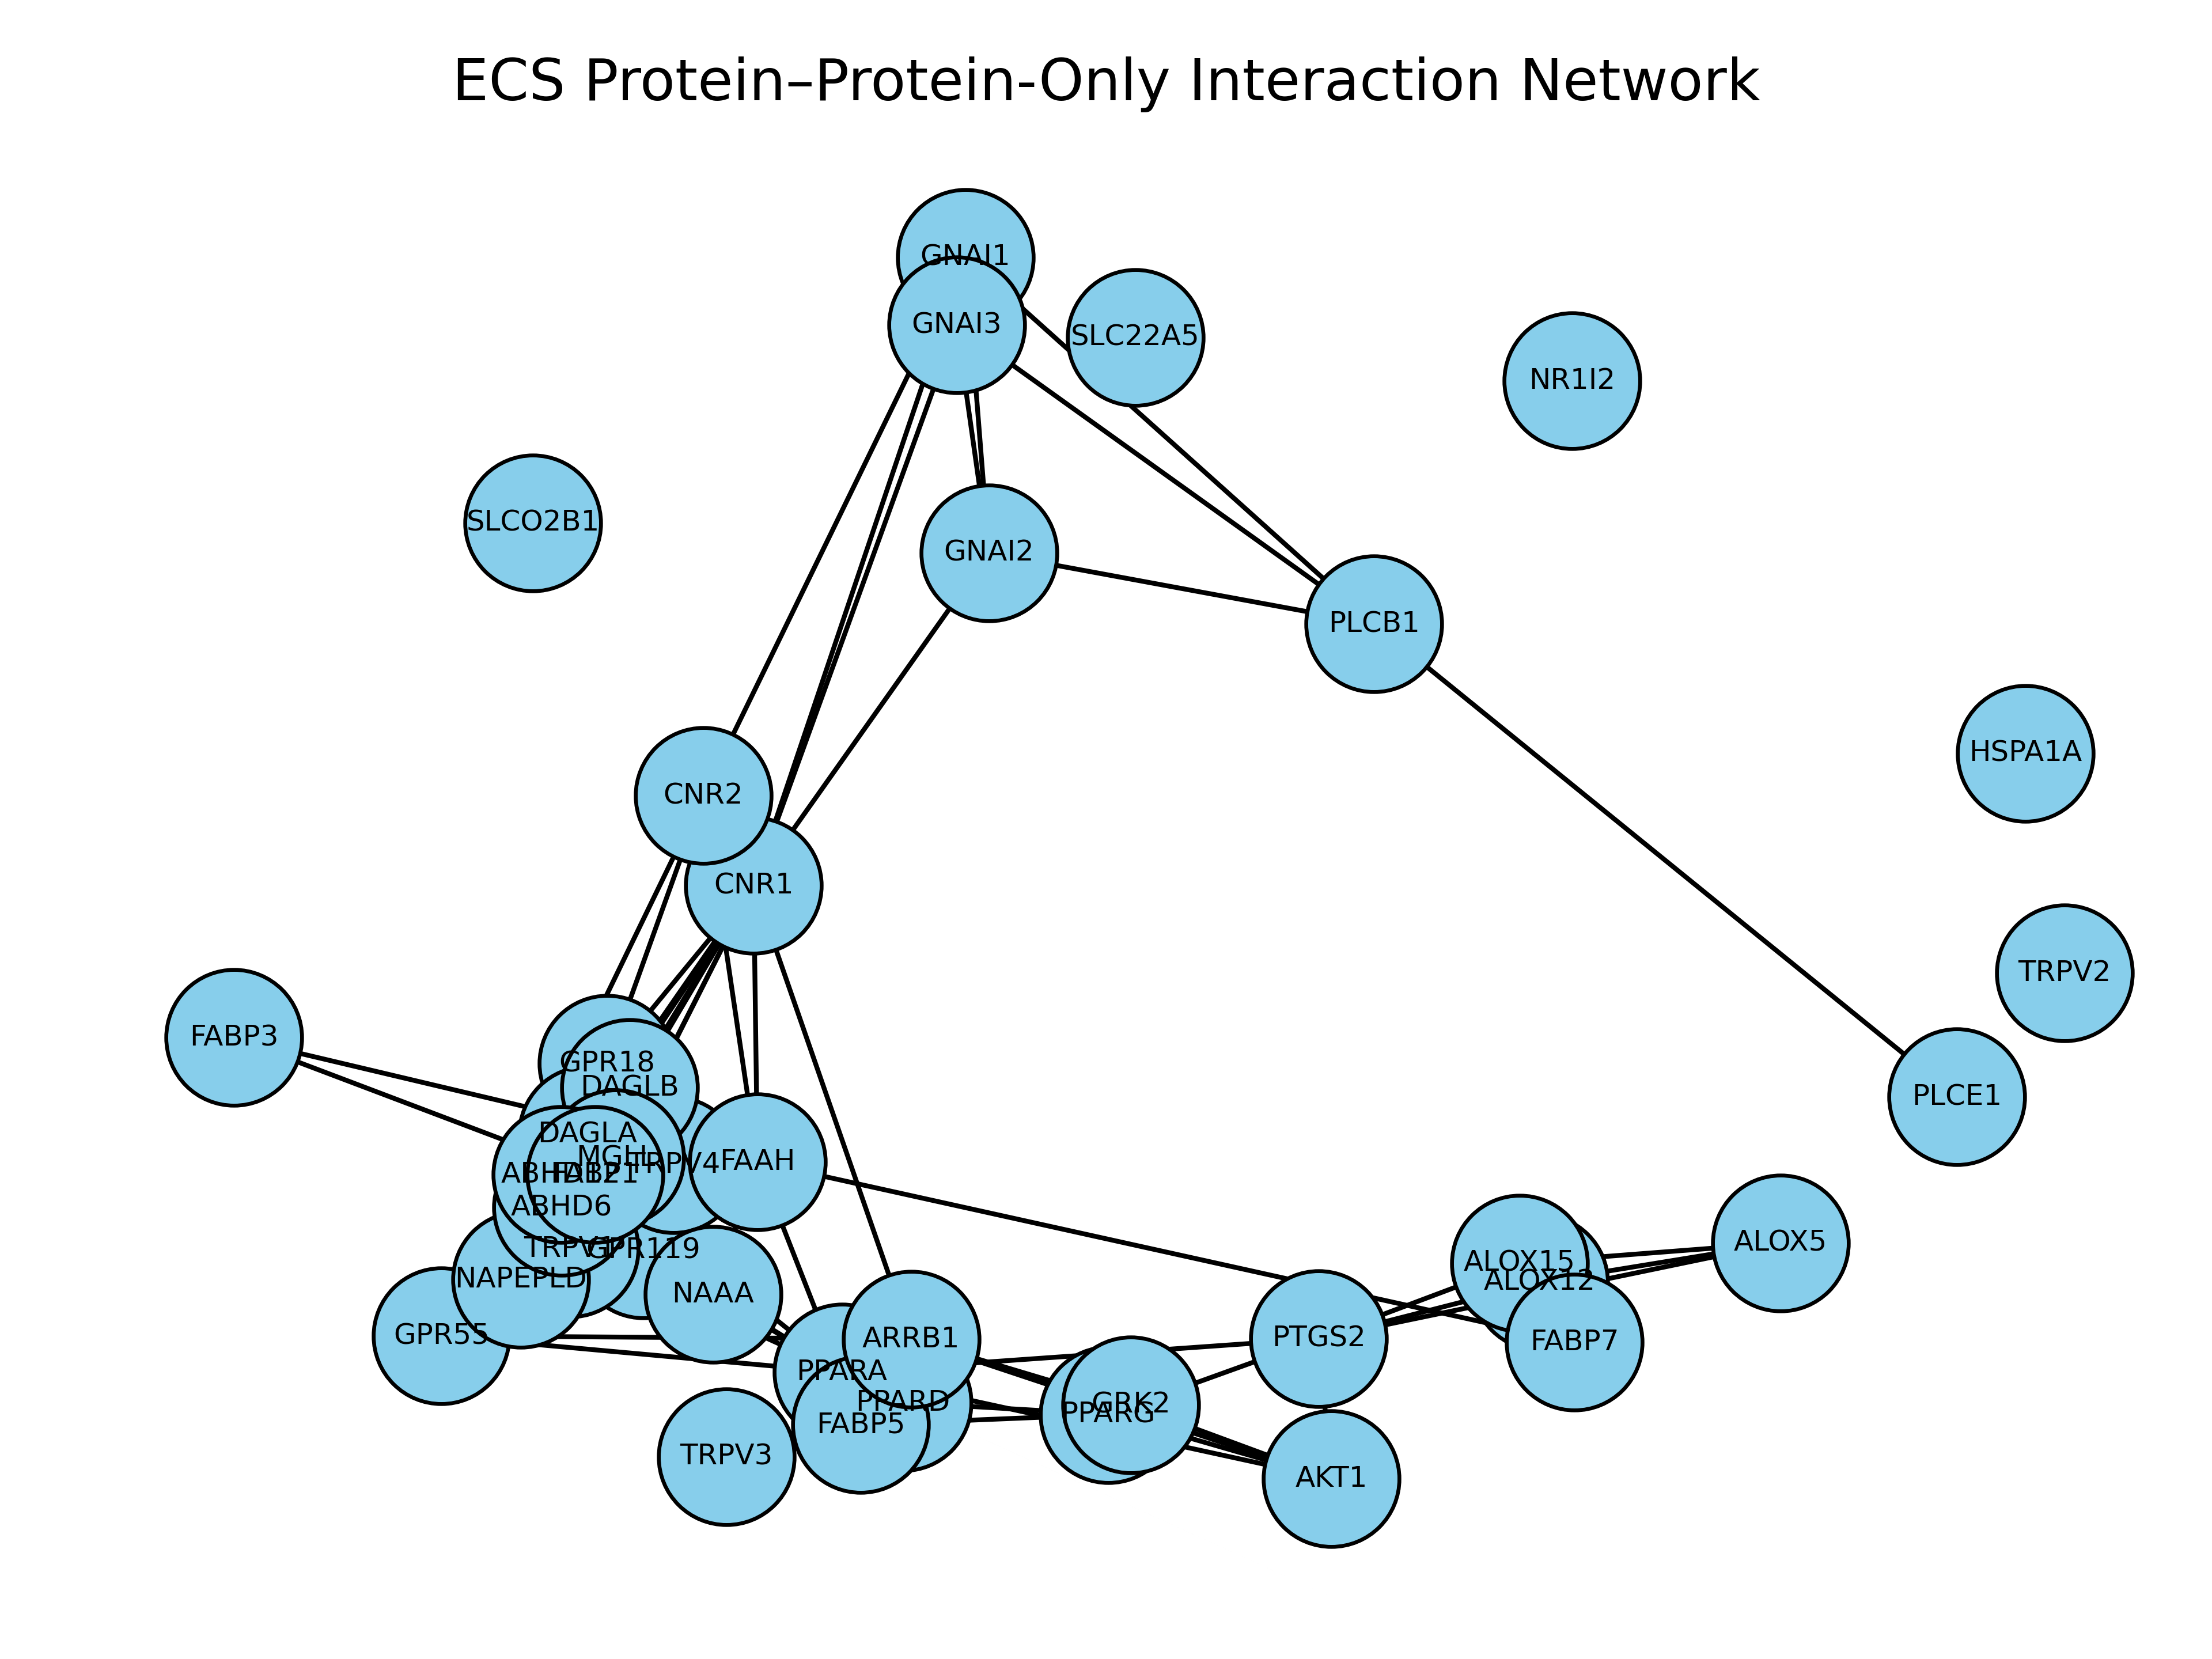 ECS Protein–Protein-Only Interaction Network
GNAI1
GNAI3
SLC22A5
NR1I2
SLCO2B1
GNAI2
PLCB1
HSPA1A
CNR2
CNR1
TRPV2
FABP3
GPR18
DAGLB
PLCE1
DAGLA
MGLL
TRPV4
FAAH
FABP1
ABHD6
ALOX5
TRPV1
GPR119
ALOX15
ALOX12
NAPEPLD
NAAA
GPR55
ARRB1
PTGS2
FABP7
PPARA
PPARD
GRK2
PPARG
FABP5
TRPV3
AKT1